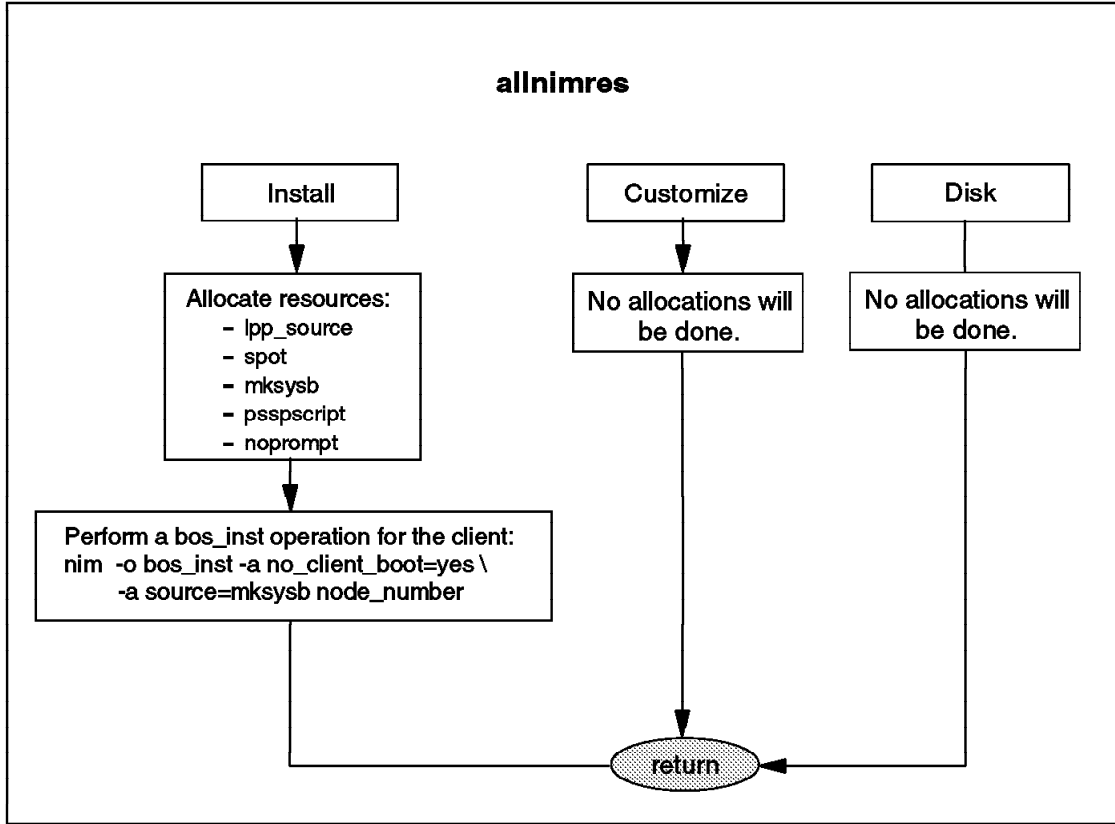 allnimres
Install
Customize
Disk
Allocate resources:
– lpp_source
– spot
– mksysb
– psspscript
– noprompt
No allocations will
be done.
No allocations will
be done.
Perform a bos_inst operation for the client:
nim -o bos_inst -a no_client_boot=yes \
-a source=mksysb node_number
return